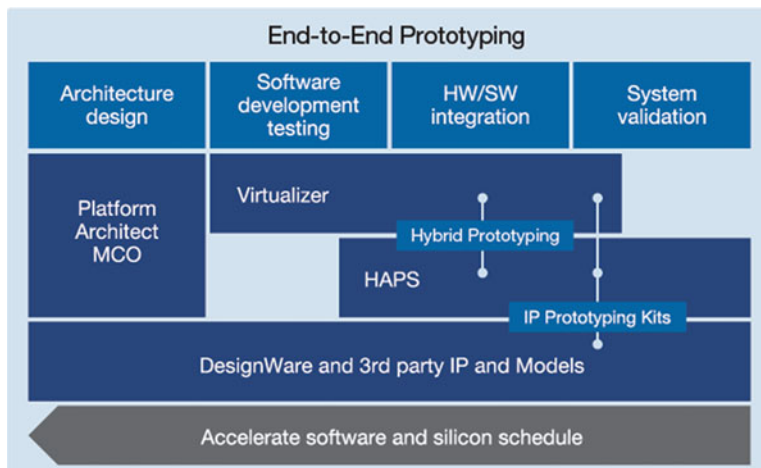 End-to-End Prototyping
Architecture
design
Software
development
testing
HW/SW
integration
System
validation
Platform
Architect
MCO
Virtualizer
Hybrid Prototyping
HAPS
IP Prototyping Kits
DesignWare and 3rd party IP and Models
Accelerate software and silicon schedule